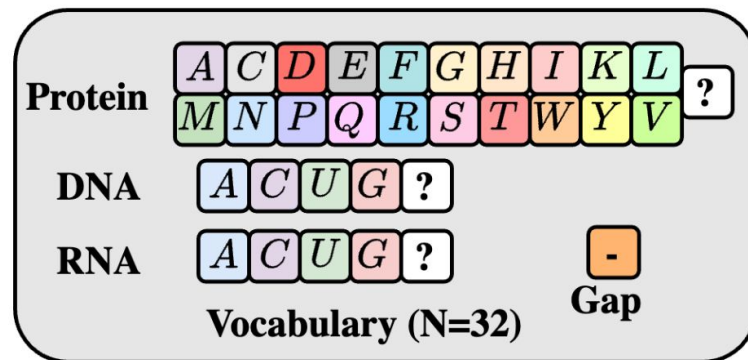 A C D E F G H I K L
Protein ?
M N P Q R S T W Y V
DNA A C U G ?
RNA A C U G ? -
Gap
Vocabulary (N=32)